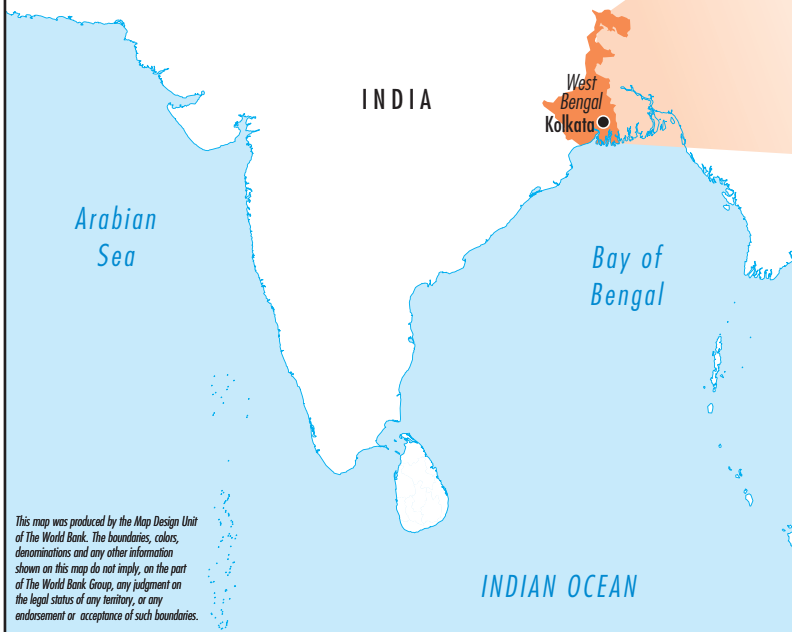 INDIA
West
Bengal
Kolkata
Arabian
Sea
Bay of
Bengal
This map was produced by the Map Design Unit
of The World Bank. The boundaries, colors,
denominations and any other information
shown on this map do not imply, on the part
of The World Bank Group, any judgment on
the legal status of any territory, or any
endorsement or acceptance of such boundaries.
INDIAN OCEAN